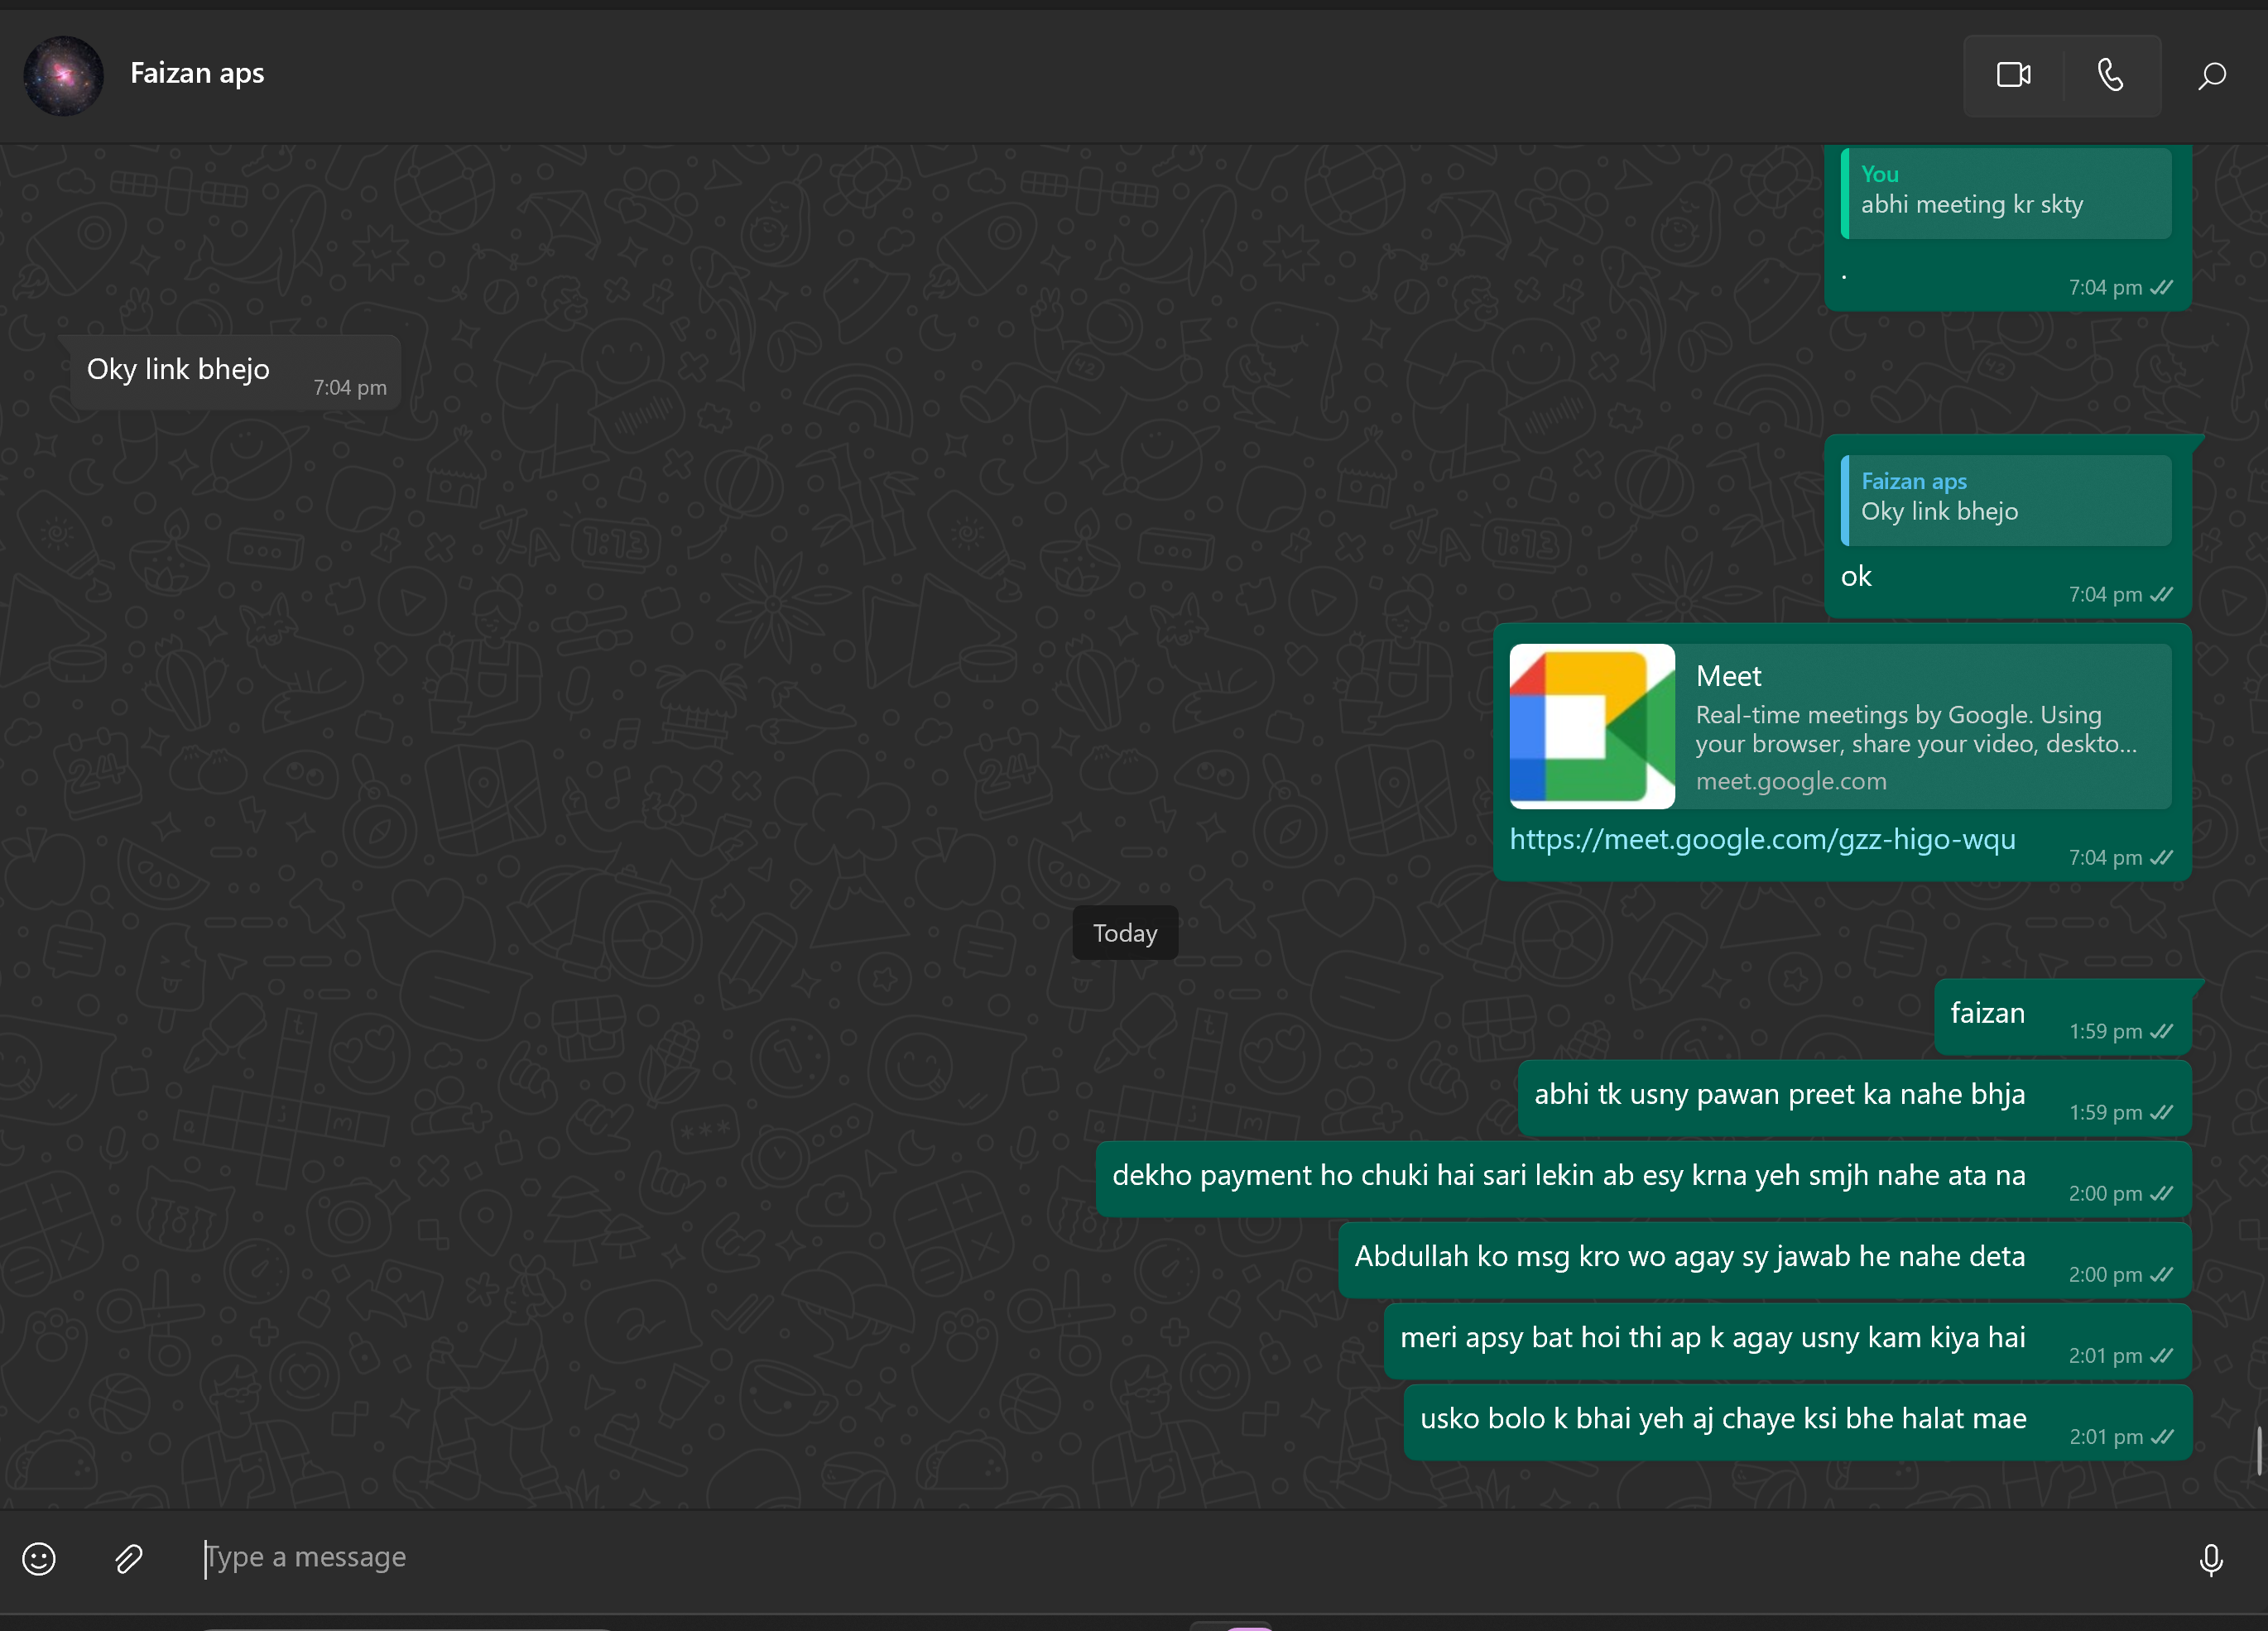 Faizan aps
You
abhi meeting kr skty
.
7:04 pm
Oky link bhejo
7:04 pm
Faizan aps
Oky link bhejo
ok
7:04 pm
Meet
Real-time meetings by Google. Using
your browser, share your video, deskto...
meet.google.com
https://meet.google.com/gzz-higo-wqu
7:04 pm
Today
faizan
1:59 pm
abhi tk usny pawan preet ka nahe bhja
1:59 pm
dekho payment ho chuki hai sari lekin ab esy krna yeh smjh nahe ata na
2:00 pm
Abdullah ko msg kro wo agay sy jawab he nahe deta
2:00 pm
meri apsy bat hoi thi ap k agay usny kam kiya hai
2:01 pm
usko bolo k bhai yeh aj chaye ksi bhe halat mae
2:01 pm
Type a message